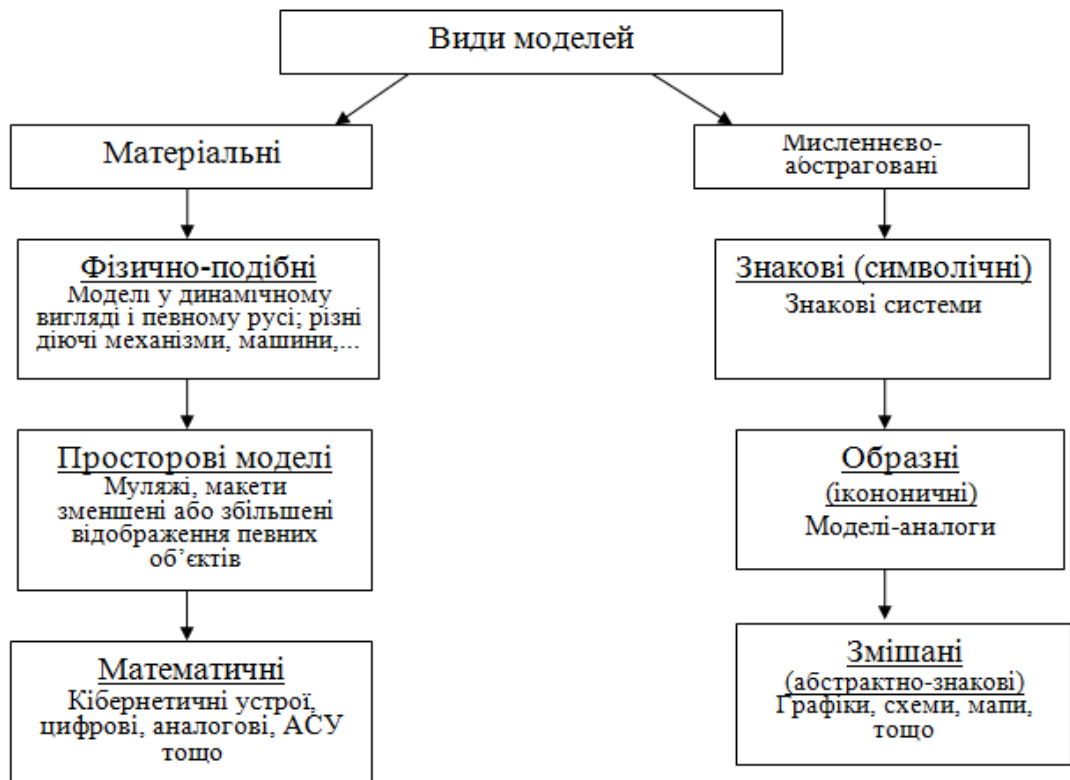 Види моделей
Матеріальні
Мисленнєво-
абстраговані
Фізично-подібні
Моделі у динамічному
вигляді і певному русі; різні
діючі механізми, машини,...
Знакові (символічні)
Знакові системи
Просторові моделі
Муляжі, макети
зменшені або збільшені
відображення певних
об’єктів
Образні
(ікононичні)
Моделі-аналоги
Математичні
Кібернетичні устрої,
цифрові, аналогові, АСУ
тощо
Змішані
(абстрактно-знакові)
Графіки, схеми, мапи,
тощо